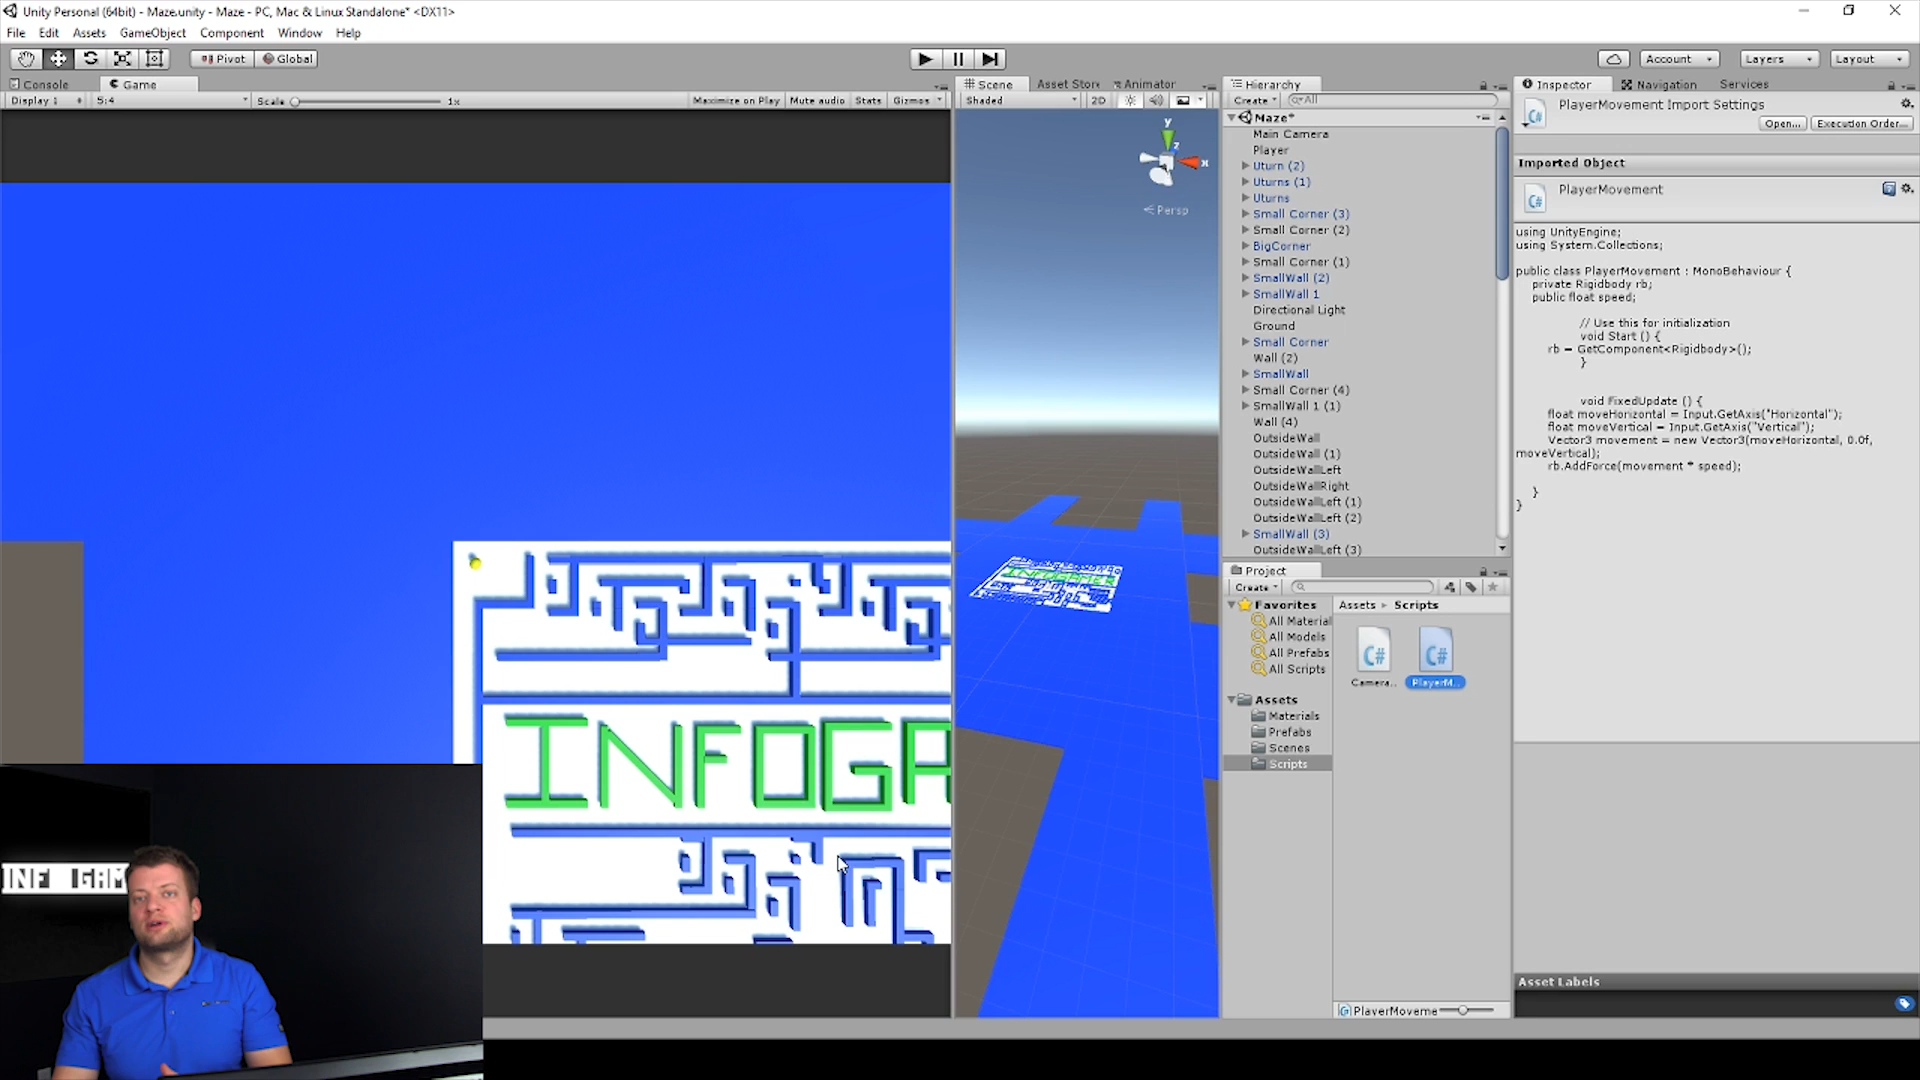 Unity Personal (64bit) - Maze.unity - Maze - PC, Mac & Linux Standalone* <DX11>
File Edit Assets GameObject Component Window Help
Pivot Global Account Layers Layout
Console Game
Display 1 5:4 Scale 1x Maximize on Play Mute audio Stats Gizmos
INFOGA
INF GAM
Scene Asset Store Animator
Shaded 2D
y
z
x
Persp
INFOGAMER
Hierarchy
Create All
Maze*
Main Camera
Player
Uturn (2)
Uturns (1)
Uturns
Small Corner (3)
Small Corner (2)
BigCorner
Small Corner (1)
SmallWall (2)
SmallWall 1
Directional Light
Ground
Small Corner
Wall (2)
SmallWall
Small Corner (4)
SmallWall 1 (1)
Wall (4)
OutsideWall
OutsideWall (1)
OutsideWallLeft
OutsideWallRight
OutsideWallLeft (1)
OutsideWallLeft (2)
SmallWall (3)
OutsideWallLeft (3)
Project
Create
Favorites
All Material
All Models
All Prefabs
All Scripts
Assets
Materials
Prefabs
Scenes
Scripts
Assets Scripts
C# C#
Camera.. PlayerM...
PlayerMoveme
Inspector Navigation Services
PlayerMovement Import Settings
C#
Open... Execution Order...
Imported Object
PlayerMovement
C#
using UnityEngine;
using System.Collections;
public class PlayerMovement : MonoBehaviour {
private Rigidbody rb;
public float speed;
// Use this for initialization
void Start () {
rb = GetComponent<Rigidbody>();
}
void FixedUpdate () {
float moveHorizontal = Input.GetAxis("Horizontal");
float moveVertical = Input.GetAxis("Vertical");
Vector3 movement = new Vector3(moveHorizontal, 0.0f,
moveVertical);
rb.AddForce(movement * speed);
}
}
Asset Labels